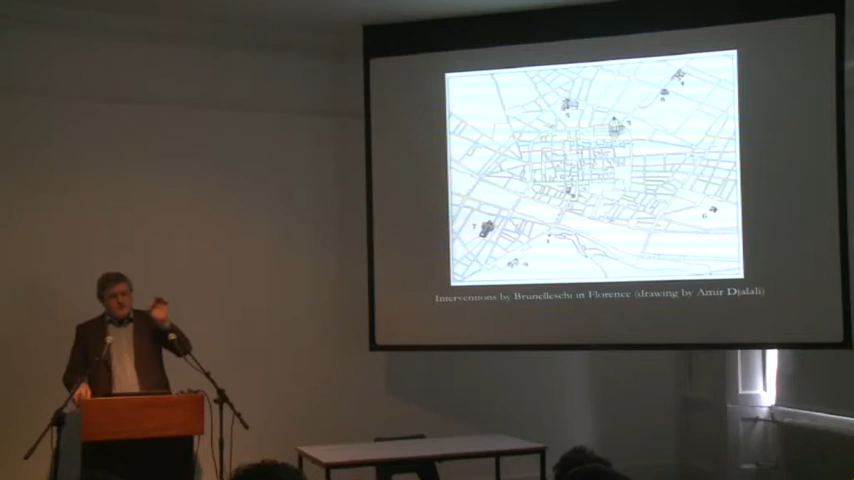 Interventions by Brunelleschi in Florence (drawing by Amir Djalali)